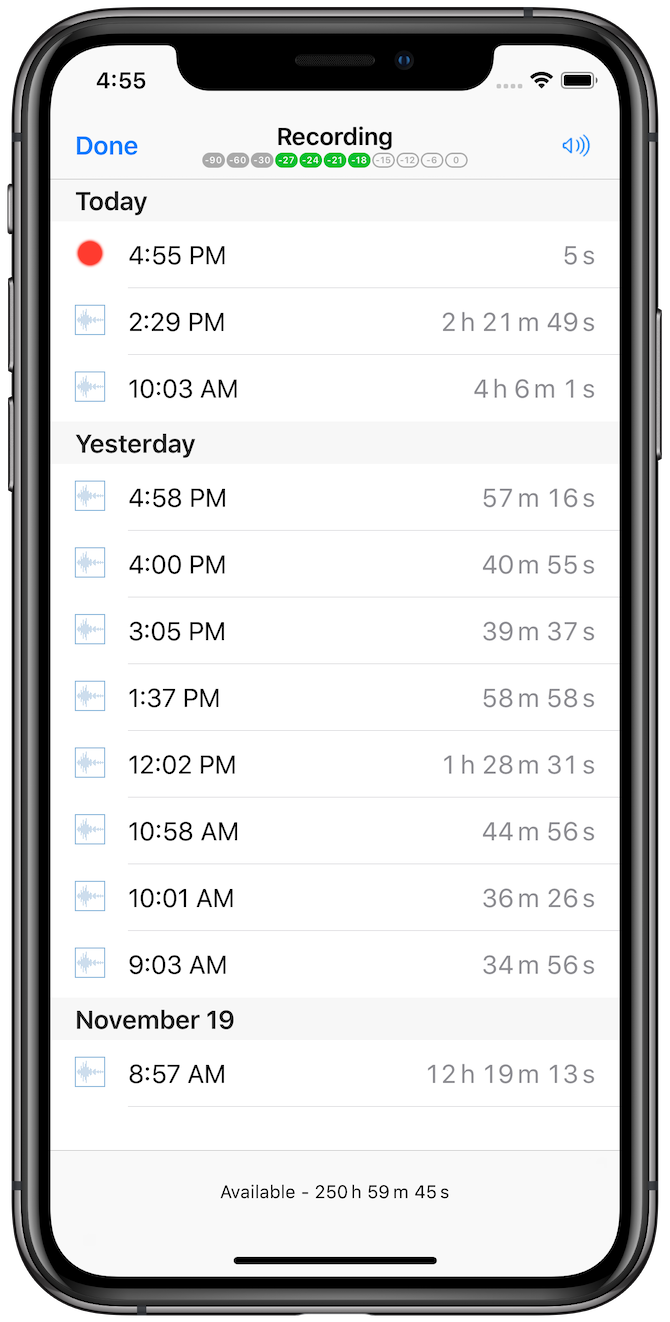 4:55
Done Recording
-90 -60 -30 -27 -24 -21 -18 -15 -12 -6 0
Today
4:55 PM 5 s
2:29 PM 2 h 21 m 49 s
10:03 AM 4 h 6 m 1 s
Yesterday
4:58 PM 57 m 16 s
4:00 PM 40 m 55 s
3:05 PM 39 m 37 s
1:37 PM 58 m 58 s
12:02 PM 1 h 28 m 31 s
10:58 AM 44 m 56 s
10:01 AM 36 m 26 s
9:03 AM 34 m 56 s
November 19
8:57 AM 12 h 19 m 13 s
Available - 250 h 59 m 45 s